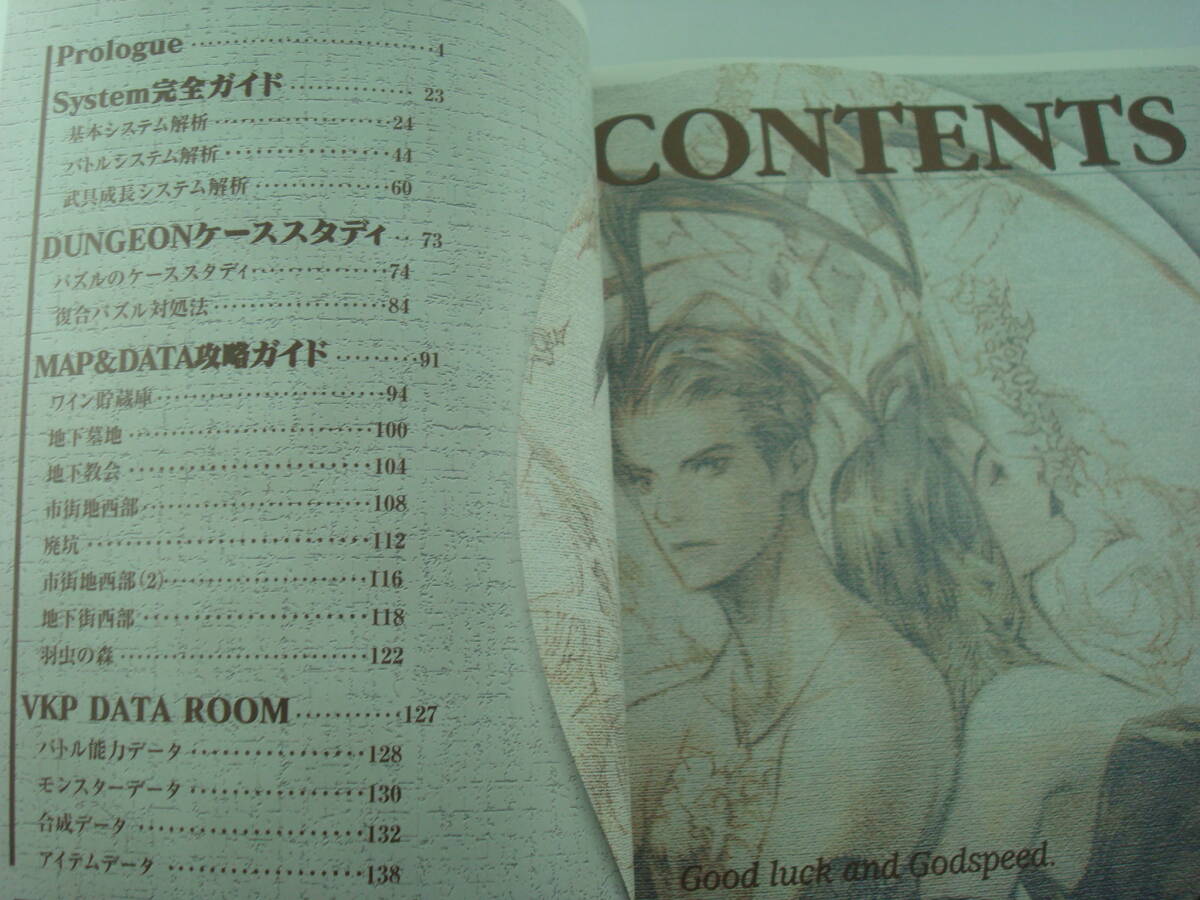 Prologue 4
System完全ガイド 23
基本システム解析 24
バトルシステム解析 44
武具成長システム解析 60
DUNGEONケーススタディ 73
パズルのケーススタディ 74
復合パズル対処法 84
MAP&DATA攻略ガイド 91
ワイン貯蔵庫 94
地下墓地 100
地下教会 104
市街地西部 108
廃坑 112
市街地西部(2) 116
地下街西部 118
羽虫の森 122
VKP DATA ROOM 127
バトル能力データ 128
モンスターデータ 130
合成データ 132
アイテムデータ 138
CONTENTS
Good luck and Godspeed.